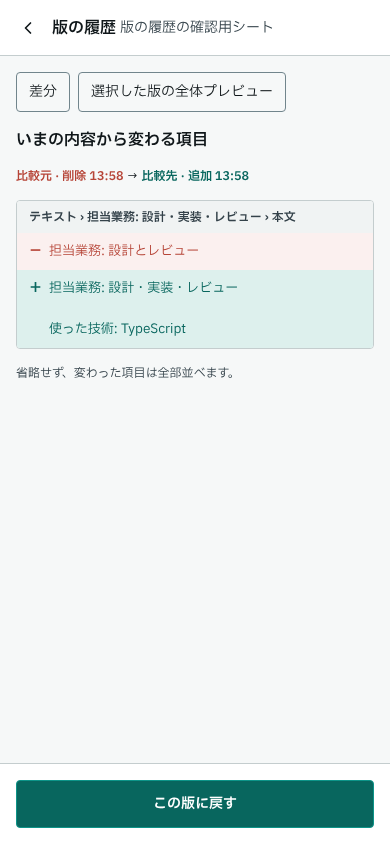 版の履歴 版の履歴の確認用シート
差分 選択した版の全体プレビュー
いまの内容から変わる項目
比較元 · 削除 13:58 → 比較先 · 追加 13:58
テキスト › 担当業務: 設計・実装・レビュー › 本文
− 担当業務: 設計とレビュー
+ 担当業務: 設計・実装・レビュー
使った技術: TypeScript
省略せず、変わった項目は全部並べます。
この版に戻す